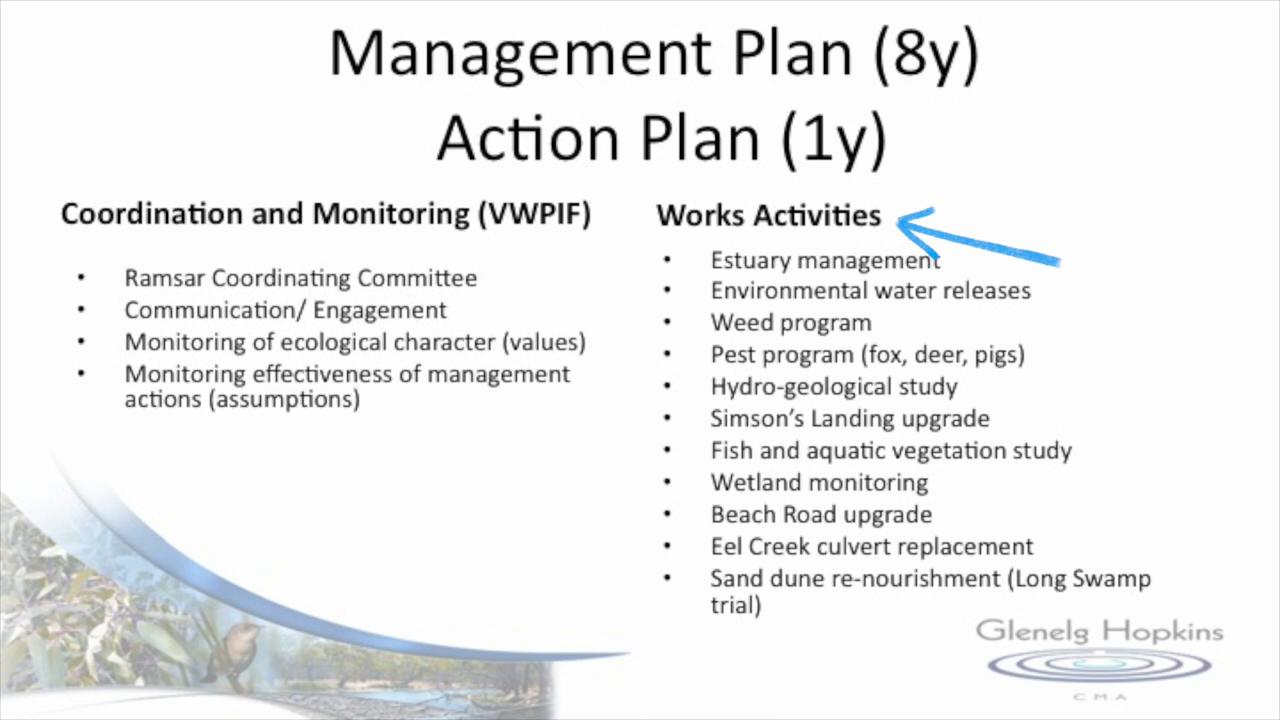 Management Plan (8y)
Action Plan (1y)
Coordination and Monitoring (VWPIF)
• Ramsar Coordinating Committee
• Communication/ Engagement
• Monitoring of ecological character (values)
• Monitoring effectiveness of management
actions (assumptions)
Works Activities
• Estuary management
• Environmental water releases
• Weed program
• Pest program (fox, deer, pigs)
• Hydro-geological study
• Simson’s Landing upgrade
• Fish and aquatic vegetation study
• Wetland monitoring
• Beach Road upgrade
• Eel Creek culvert replacement
• Sand dune re-nourishment (Long Swamp
trial)
Glenelg Hopkins
CMA